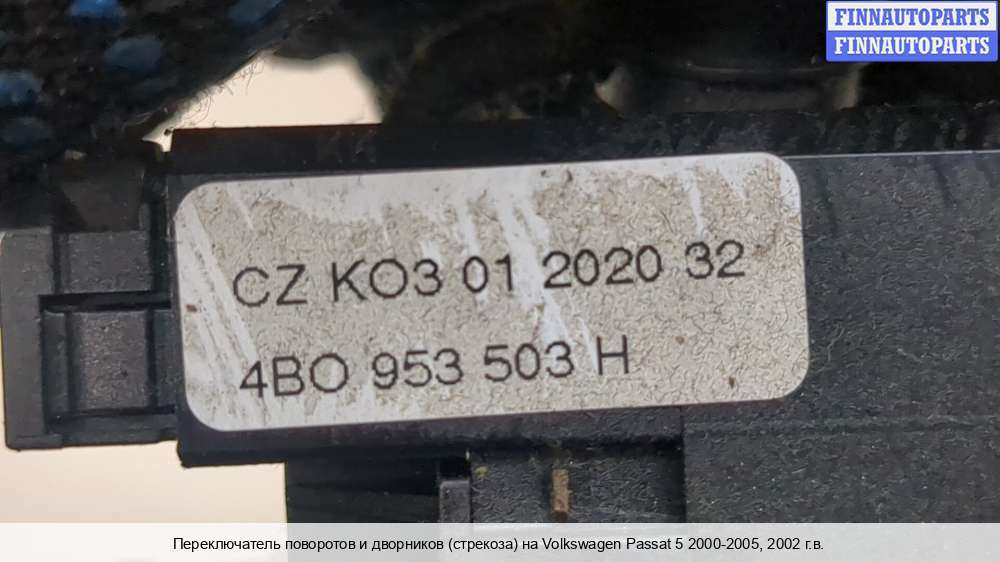 FINNAUTOPARTS
FINNAUTOPARTS
CZ KO3 01 2020 32
4BO 953 503 H
Переключатель поворотов и дворников (стрекоза) на Volkswagen Passat 5 2000-2005, 2002 г.в.